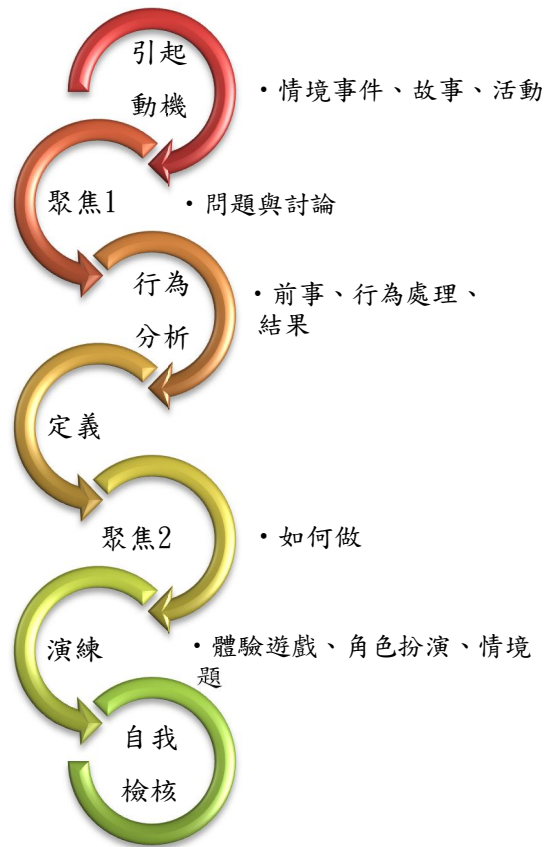 引起
動機
・情境事件、故事、活動
聚焦1
・問題與討論
行為
分析
・前事、行為處理、
結果
定義
聚焦2
・如何做
演練
・體驗遊戲、角色扮演、情境
題
自我
檢核